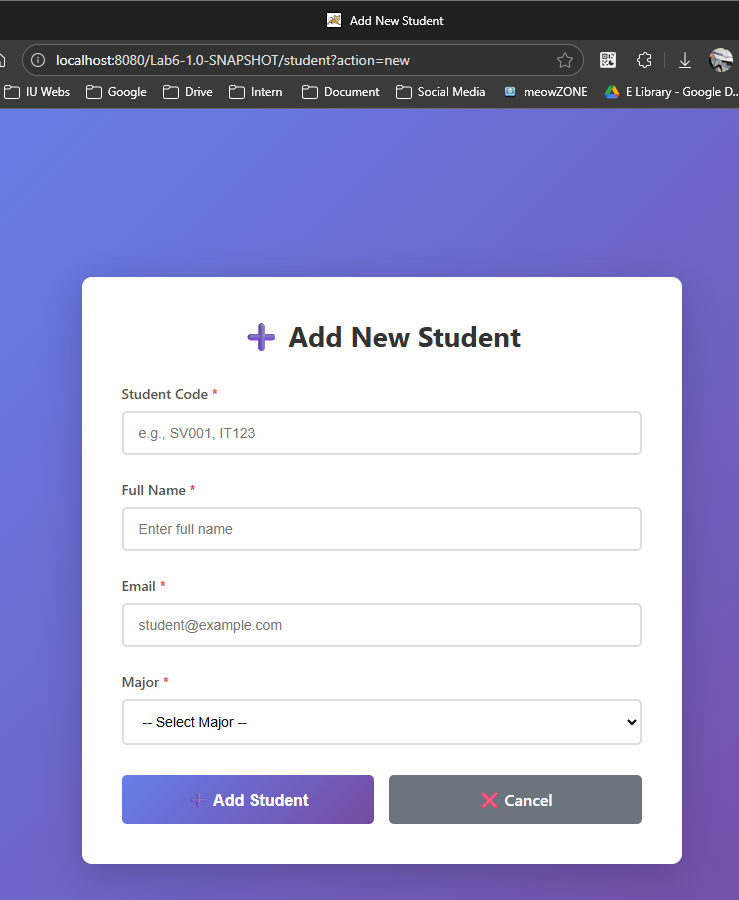 Add New Student
localhost:8080/Lab6-1.0-SNAPSHOT/student?action=new
IU Webs Google Drive Intern Document Social Media meowZONE E Library - Google D...
Add New Student
Student Code *
e.g., SV001, IT123
Full Name *
Enter full name
Email *
student@example.com
Major *
-- Select Major --
Add Student Cancel